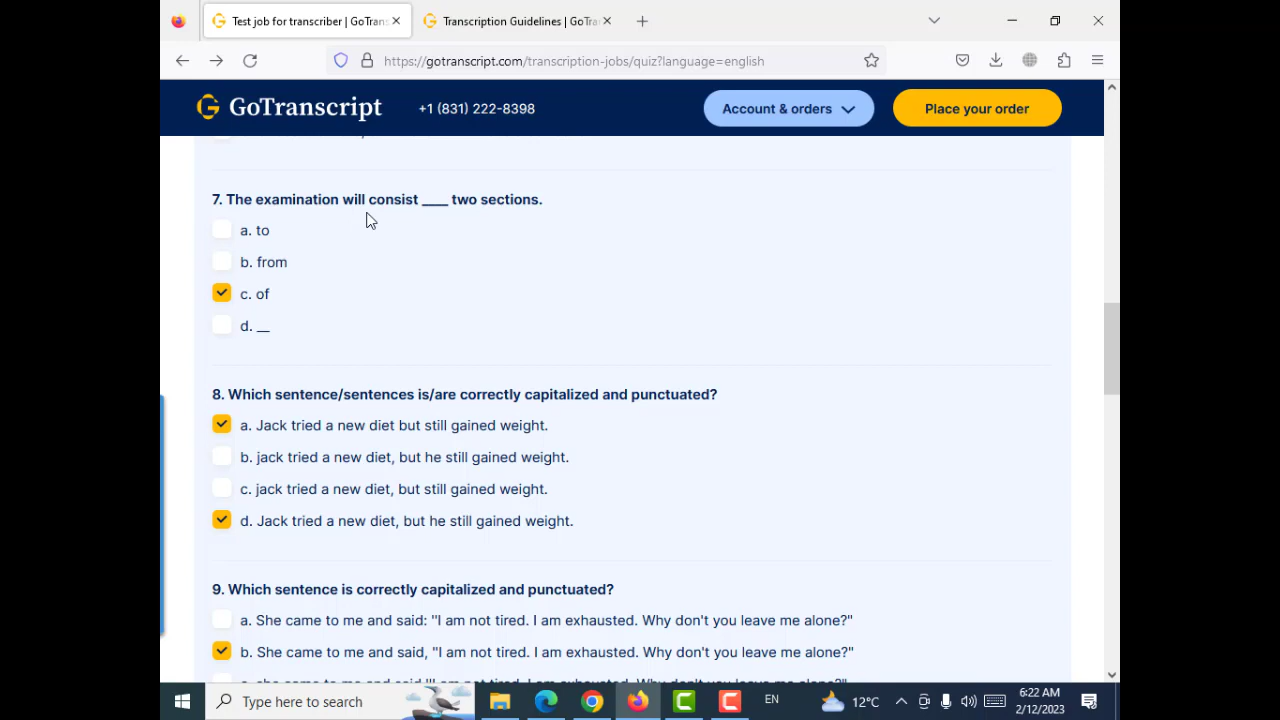 Test job for transcriber | GoTrans
Transcription Guidelines | GoTra
https://gotranscript.com/transcription-jobs/quiz?language=english
GoTranscript
+1 (831) 222-8398
Account & orders
Place your order
7. The examination will consist ____ two sections.
a. to
b. from
c. of
d. __
8. Which sentence/sentences is/are correctly capitalized and punctuated?
a. Jack tried a new diet but still gained weight.
b. jack tried a new diet, but he still gained weight.
c. jack tried a new diet, but still gained weight.
d. Jack tried a new diet, but he still gained weight.
9. Which sentence is correctly capitalized and punctuated?
a. She came to me and said: "I am not tired. I am exhausted. Why don't you leave me alone?"
b. She came to me and said, "I am not tired. I am exhausted. Why don't you leave me alone?"
Type here to search
EN
12°C
6:22 AM
2/12/2023